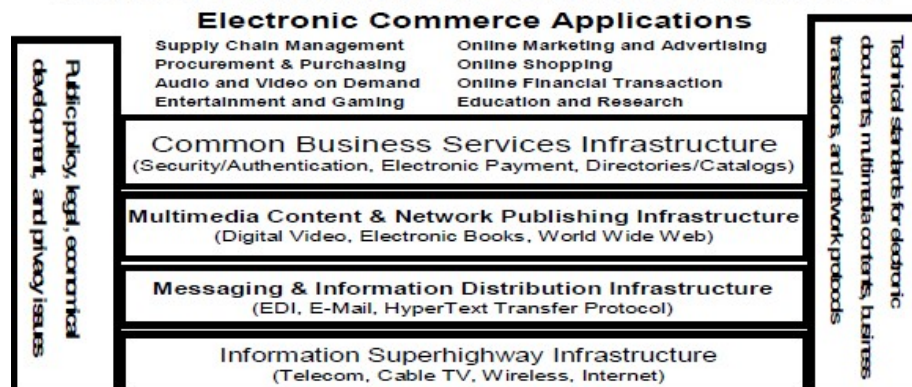 Electronic Commerce Applications
Supply Chain Management
Procurement & Purchasing
Audio and Video on Demand
Entertainment and Gaming
Online Marketing and Advertising
Online Shopping
Online Financial Transaction
Education and Research
Public policy, legal, economical
development, and privacy issues
Common Business Services Infrastructure
(Security/Authentication, Electronic Payment, Directories/Catalogs)
Multimedia Content & Network Publishing Infrastructure
(Digital Video, Electronic Books, World Wide Web)
Messaging & Information Distribution Infrastructure
(EDI, E-Mail, HyperText Transfer Protocol)
Information Superhighway Infrastructure
(Telecom, Cable TV, Wireless, Internet)
Technical standards for electronic
documents, multimedia contents, business
transactions, and network protocols